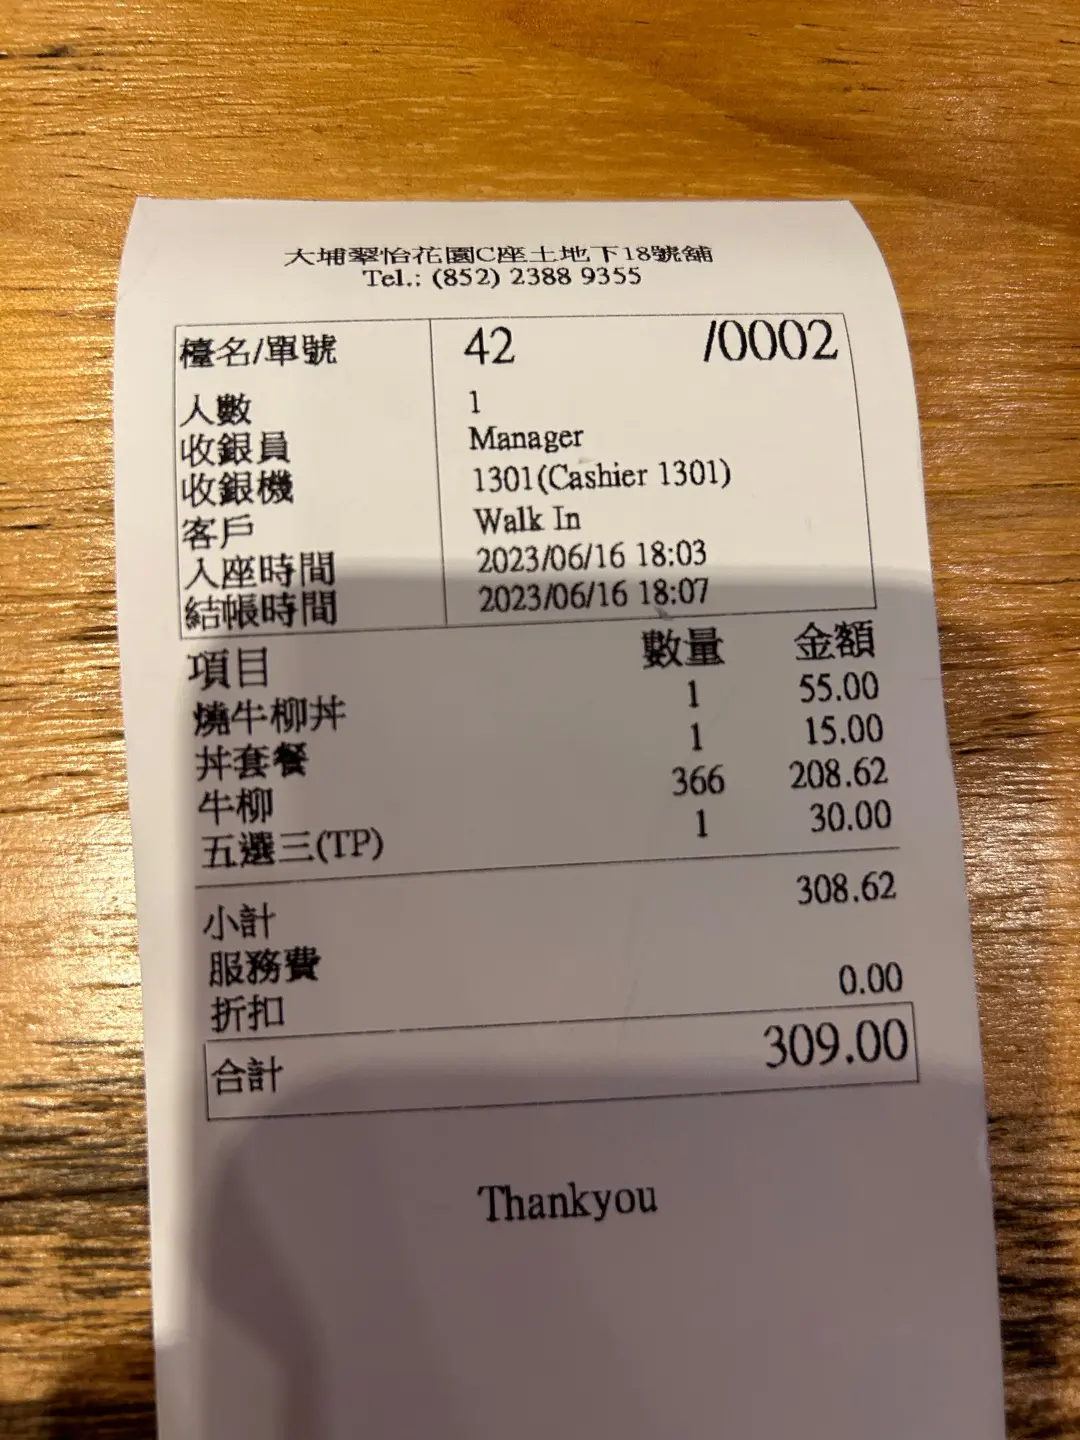 大埔翠怡花園C座土地下18號舖
Tel.: (852) 2388 9355
檯名/單號 42 /0002
人數 1
收銀員 Manager
收銀機 1301(Cashier 1301)
客戶 Walk In
入座時間 2023/06/16 18:03
結帳時間 2023/06/16 18:07
項目 數量 金額
燒牛柳丼 1 55.00
丼套餐 1 15.00
牛柳 366 208.62
五選三(TP) 1 30.00
小計 308.62
服務費
折扣 0.00
合計 309.00
Thankyou